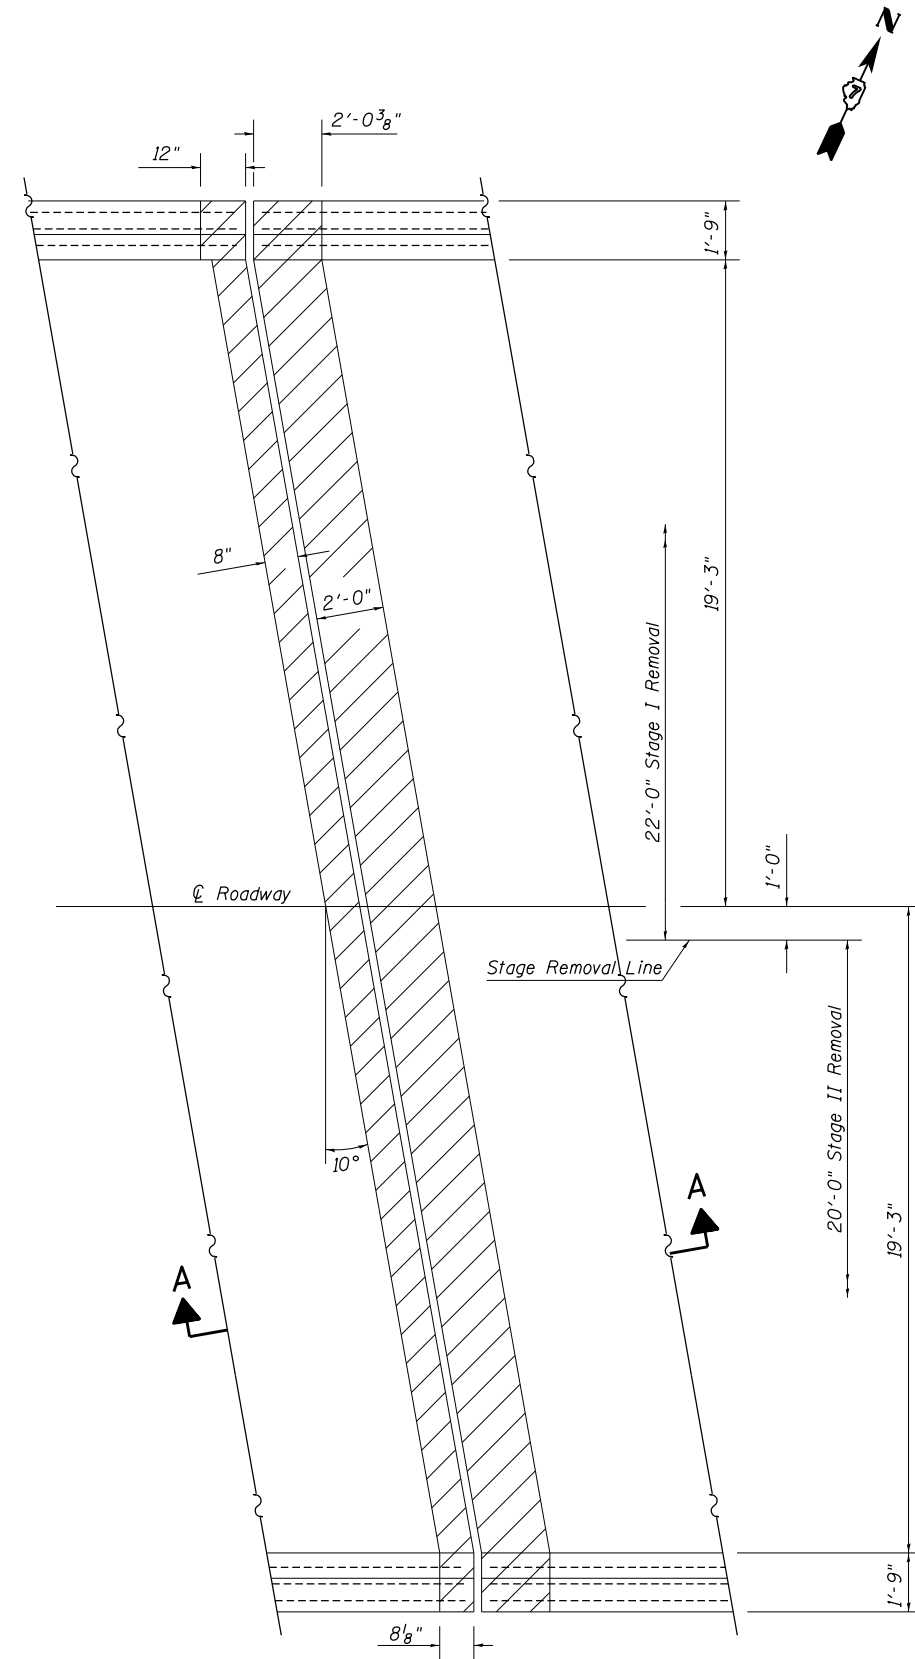 N
7
2'-0 3/8"
12"
1'-9"
8"
2'-0"
19'-3"
22'-0" Stage I Removal
1'-0"
℄ Roadway
Stage Removal Line
20'-0" Stage II Removal
10°
A
A
19'-3"
1'-9"
8 1/8"